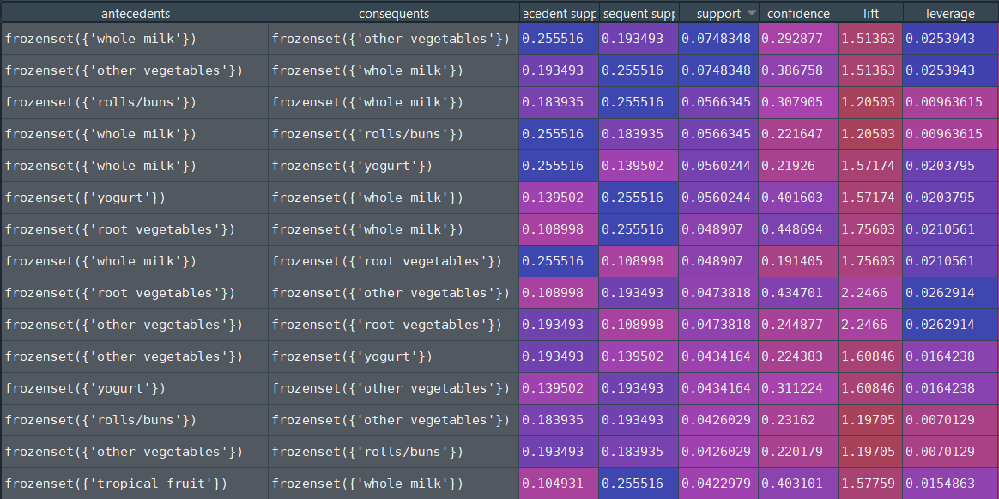 antecedents consequents ecedent supp sequent supp support confidence lift leverage
frozenset({'whole milk'}) frozenset({'other vegetables'}) 0.255516 0.193493 0.0748348 0.292877 1.51363 0.0253943
frozenset({'other vegetables'}) frozenset({'whole milk'}) 0.193493 0.255516 0.0748348 0.386758 1.51363 0.0253943
frozenset({'rolls/buns'}) frozenset({'whole milk'}) 0.183935 0.255516 0.0566345 0.307905 1.20503 0.00963615
frozenset({'whole milk'}) frozenset({'rolls/buns'}) 0.255516 0.183935 0.0566345 0.221647 1.20503 0.00963615
frozenset({'whole milk'}) frozenset({'yogurt'}) 0.255516 0.139502 0.0560244 0.21926 1.57174 0.0203795
frozenset({'yogurt'}) frozenset({'whole milk'}) 0.139502 0.255516 0.0560244 0.401603 1.57174 0.0203795
frozenset({'root vegetables'}) frozenset({'whole milk'}) 0.108998 0.255516 0.048907 0.448694 1.75603 0.0210561
frozenset({'whole milk'}) frozenset({'root vegetables'}) 0.255516 0.108998 0.048907 0.191405 1.75603 0.0210561
frozenset({'root vegetables'}) frozenset({'other vegetables'}) 0.108998 0.193493 0.0473818 0.434701 2.2466 0.0262914
frozenset({'other vegetables'}) frozenset({'root vegetables'}) 0.193493 0.108998 0.0473818 0.244877 2.2466 0.0262914
frozenset({'other vegetables'}) frozenset({'yogurt'}) 0.193493 0.139502 0.0434164 0.224383 1.60846 0.0164238
frozenset({'yogurt'}) frozenset({'other vegetables'}) 0.139502 0.193493 0.0434164 0.311224 1.60846 0.0164238
frozenset({'rolls/buns'}) frozenset({'other vegetables'}) 0.183935 0.193493 0.0426029 0.23162 1.19705 0.0070129
frozenset({'other vegetables'}) frozenset({'rolls/buns'}) 0.193493 0.183935 0.0426029 0.220179 1.19705 0.0070129
frozenset({'tropical fruit'}) frozenset({'whole milk'}) 0.104931 0.255516 0.0422979 0.403101 1.57759 0.0154863